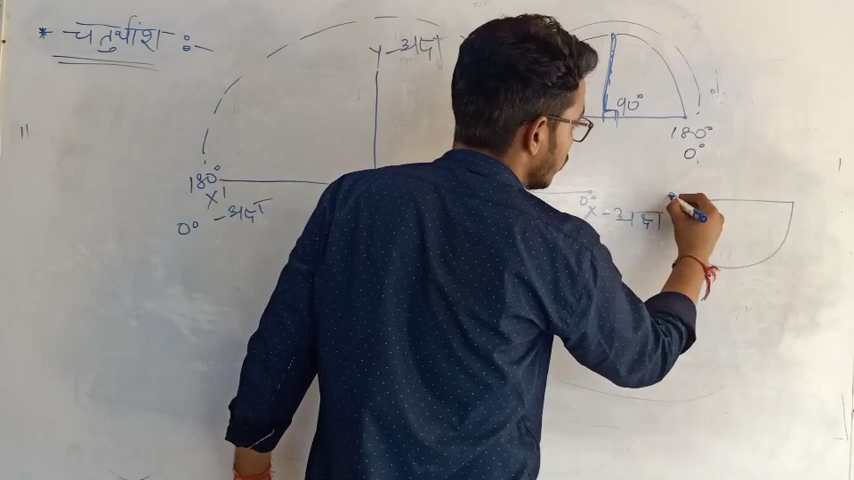 * चतुर्थांश :-
y-अक्ष
90°
180°
0°
180°
x'
0° -अक्ष
0°
x-अक्ष